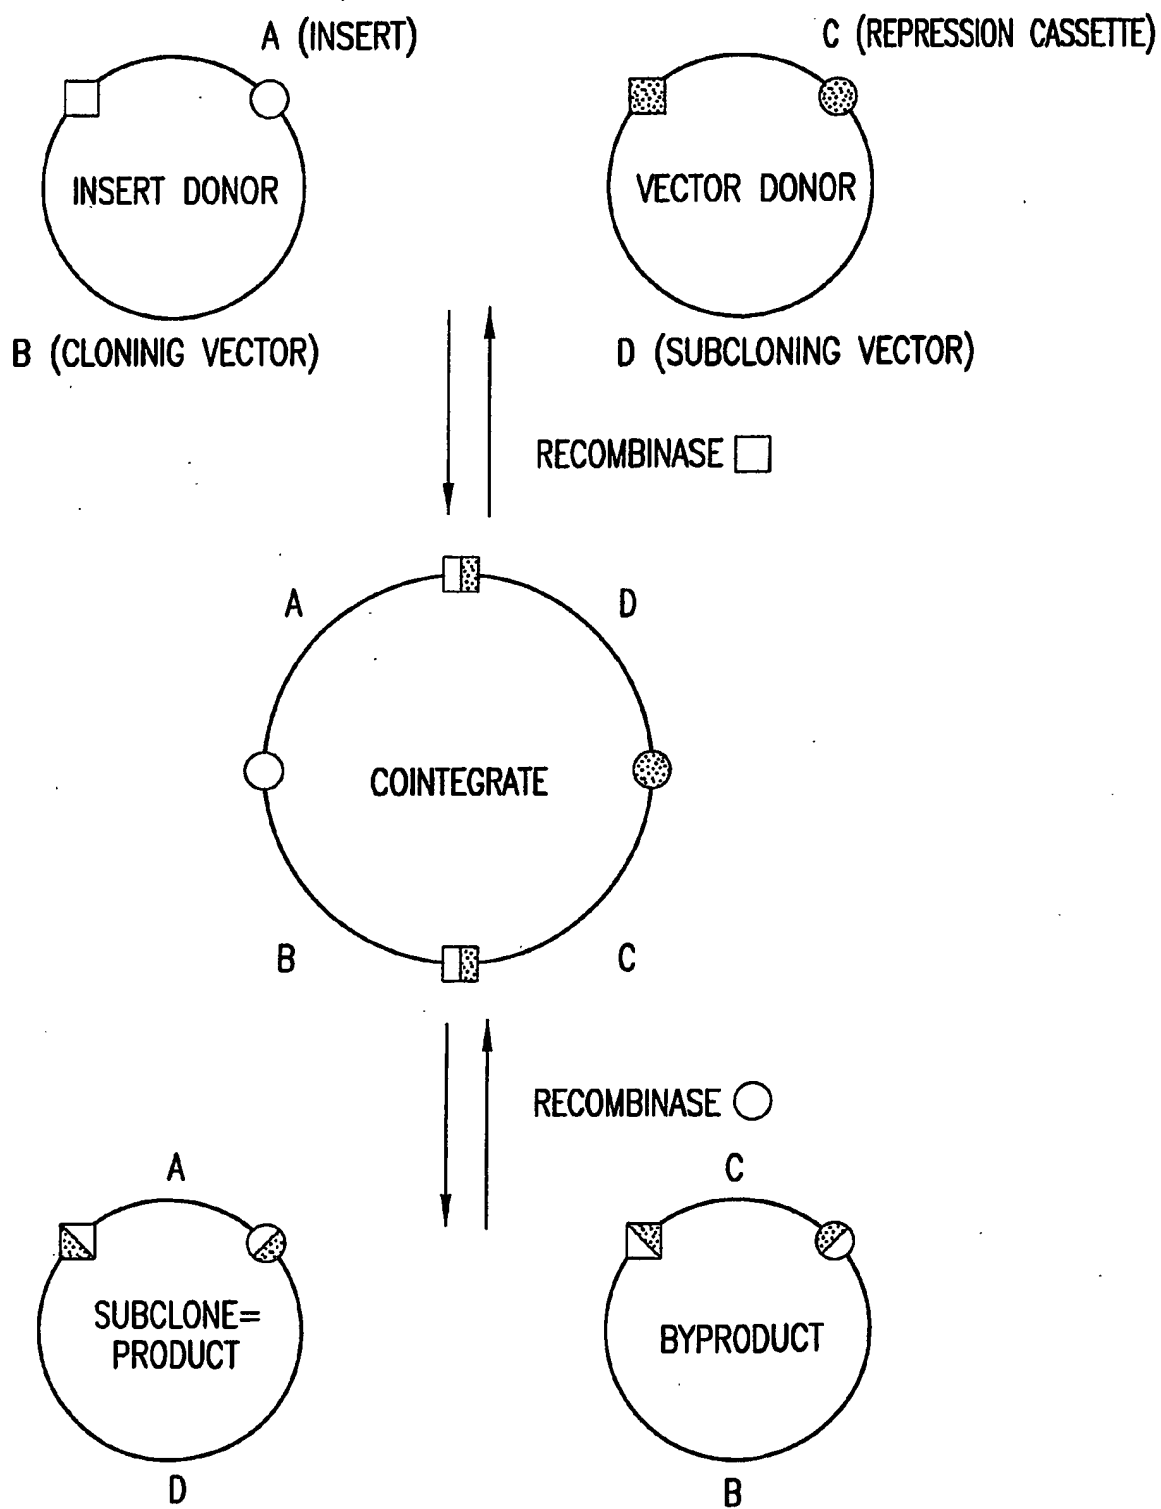 A (INSERT)
C (REPRESSION CASSETTE)
INSERT DONOR
VECTOR DONOR
B (CLONINIG VECTOR)
D (SUBCLONING VECTOR)
RECOMBINASE
A
D
COINTEGRATE
B
C
RECOMBINASE
A
C
SUBCLONE=
PRODUCT
BYPRODUCT
D
B